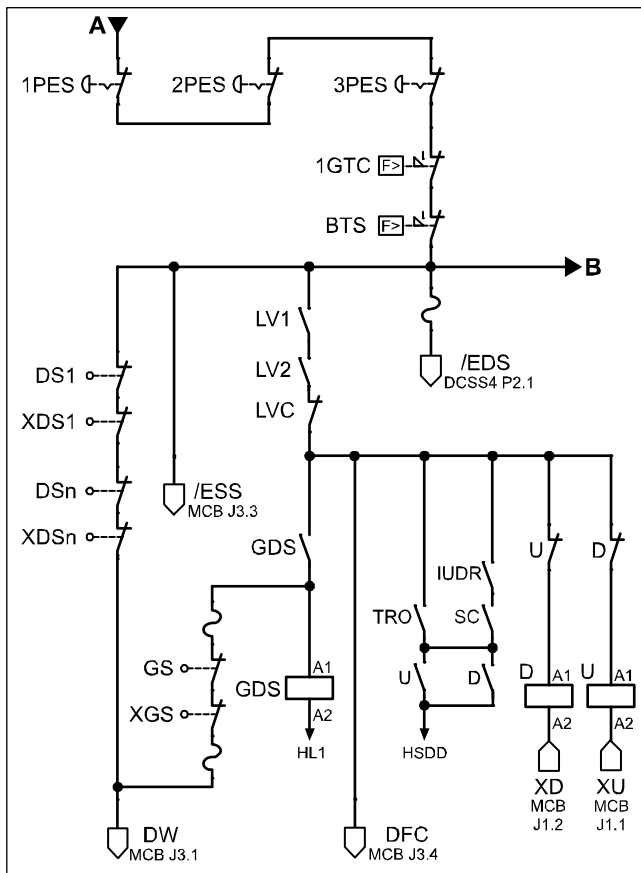 A
1PES
2PES
3PES
1GTC
F>
BTS
F>
B
LV1
LV2
LVC
/EDS
DCSS4 P2.1
DS1
XDS1
DSn
XDSn
/ESS
MCB J3.3
GDS
U
D
IUDR
TRO
SC
GS
XGS
GDS
A1
A2
HL1
U
D
HSDD
D
A1
A2
U
A1
A2
XD
MCB
J1.2
XU
MCB
J1.1
DW
MCB J3.1
DFC
MCB J3.4